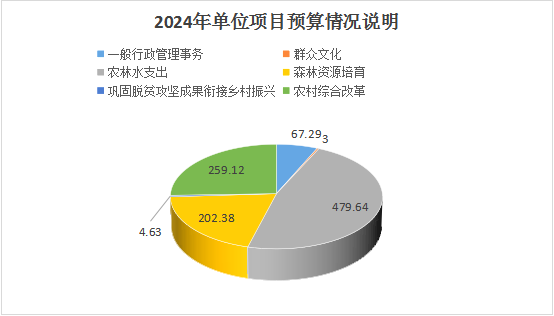 2024年单位项目预算情况说明
一般行政管理事务
群众文化
农林水支出
森林资源培育
巩固脱贫攻坚成果衔接乡村振兴
农村综合改革
67.29
3
259.12
479.64
202.38
4.63